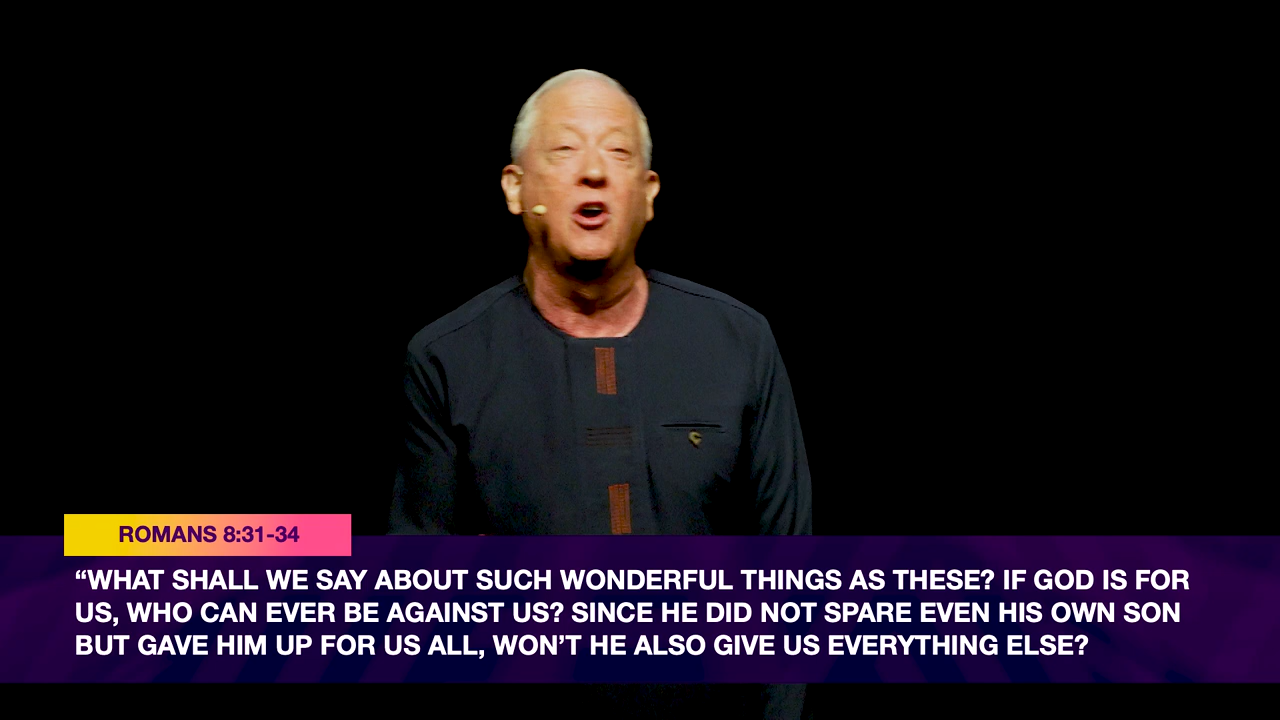 ROMANS 8:31-34
“WHAT SHALL WE SAY ABOUT SUCH WONDERFUL THINGS AS THESE? IF GOD IS FOR
US, WHO CAN EVER BE AGAINST US? SINCE HE DID NOT SPARE EVEN HIS OWN SON
BUT GAVE HIM UP FOR US ALL, WON’T HE ALSO GIVE US EVERYTHING ELSE?